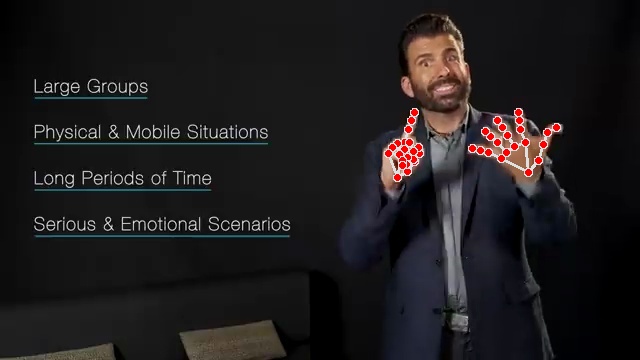 Large Groups
Physical & Mobile Situations
Long Periods of Time
Serious & Emotional Scenarios